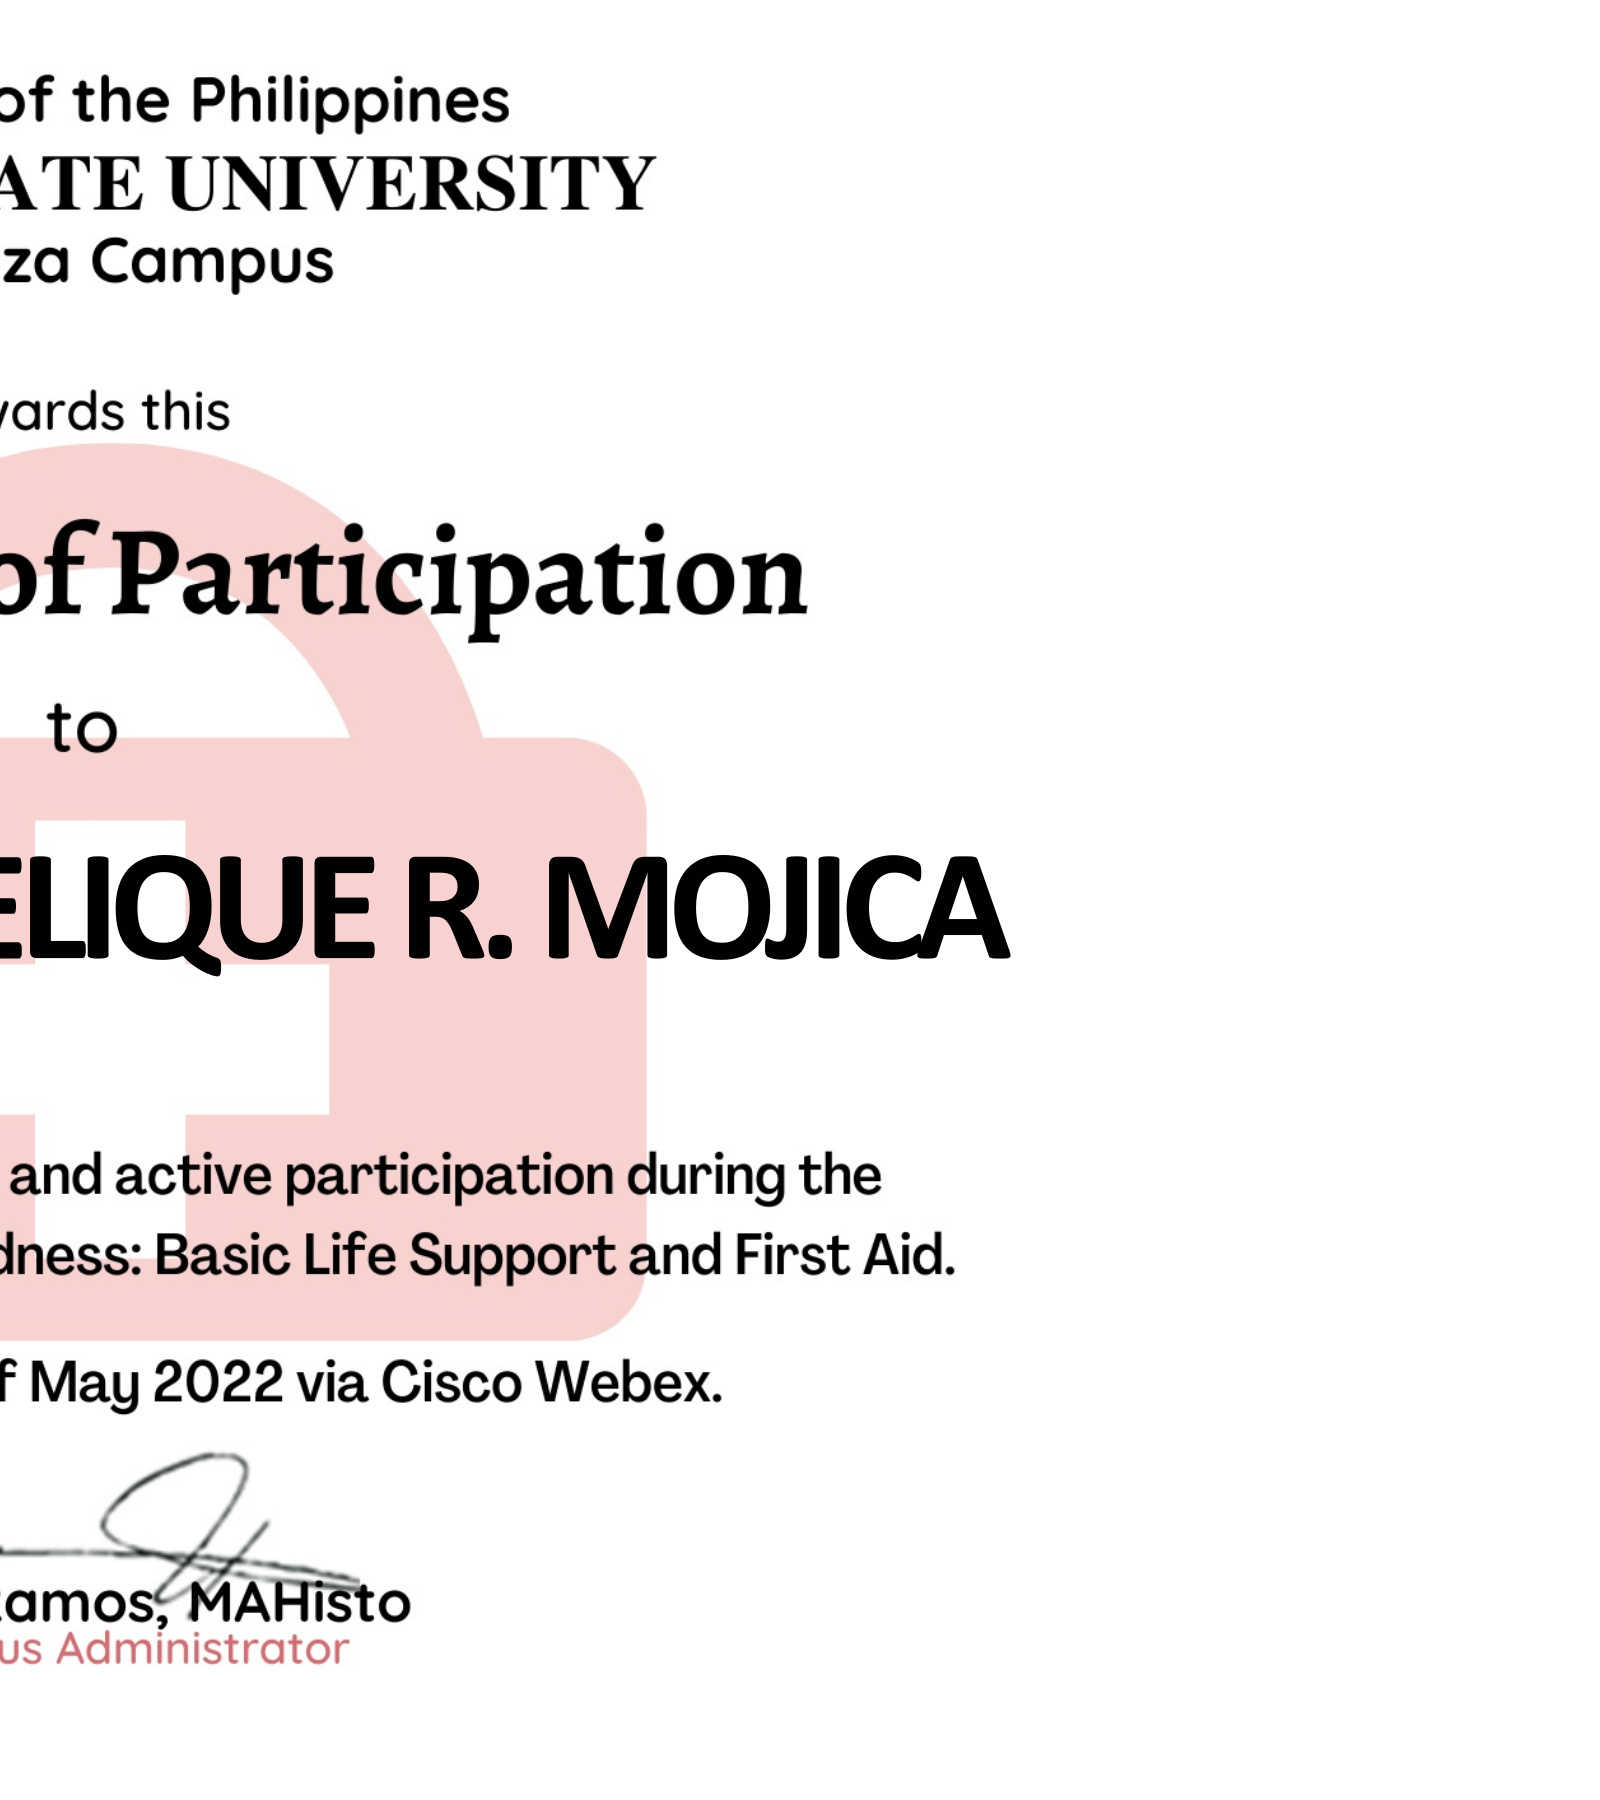 of the Philippines
ATE UNIVERSITY
za Campus
wards this
of Participation
to
ELIQUE R. MOJICA
and active participation during the
dness: Basic Life Support and First Aid.
f May 2022 via Cisco Webex.
amos, MAHisto
us Administrator